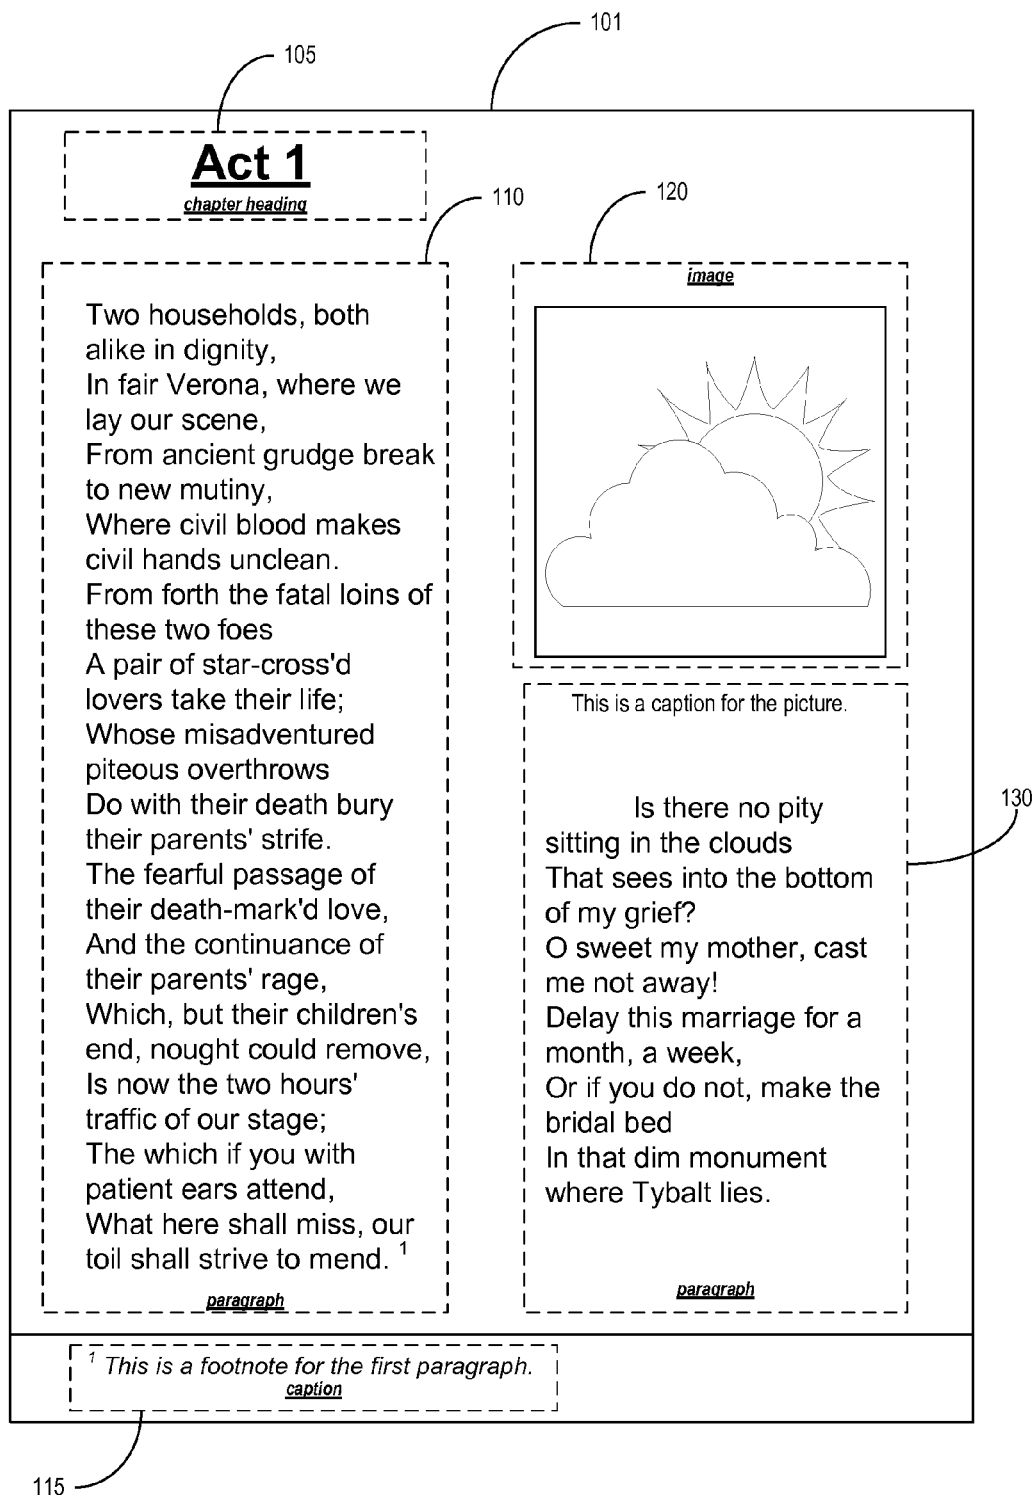 101
105
Act 1
chapter heading
110
Two households, both
alike in dignity,
In fair Verona, where we
lay our scene,
From ancient grudge break
to new mutiny,
Where civil blood makes
civil hands unclean.
From forth the fatal loins of
these two foes
A pair of star-cross'd
lovers take their life;
Whose misadventured
piteous overthrows
Do with their death bury
their parents' strife.
The fearful passage of
their death-mark'd love,
And the continuance of
their parents' rage,
Which, but their children's
end, nought could remove,
Is now the two hours'
traffic of our stage;
The which if you with
patient ears attend,
What here shall miss, our
toil shall strive to mend. 1
paragraph
120
image
This is a caption for the picture.
130
Is there no pity
sitting in the clouds
That sees into the bottom
of my grief?
O sweet my mother, cast
me not away!
Delay this marriage for a
month, a week,
Or if you do not, make the
bridal bed
In that dim monument
where Tybalt lies.
paragraph
1 This is a footnote for the first paragraph.
caption
115